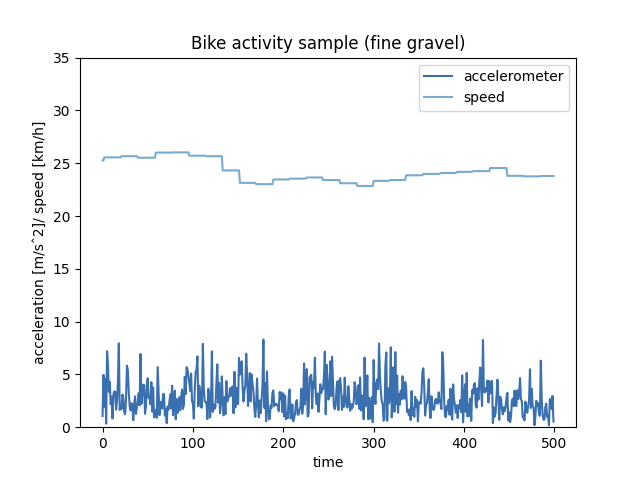 Bike activity sample (fine gravel)
accelerometer
speed
acceleration [m/sˆ2]/ speed [km/h]
35
30
25
20
15
10
5
0
0 100 200 300 400 500
time